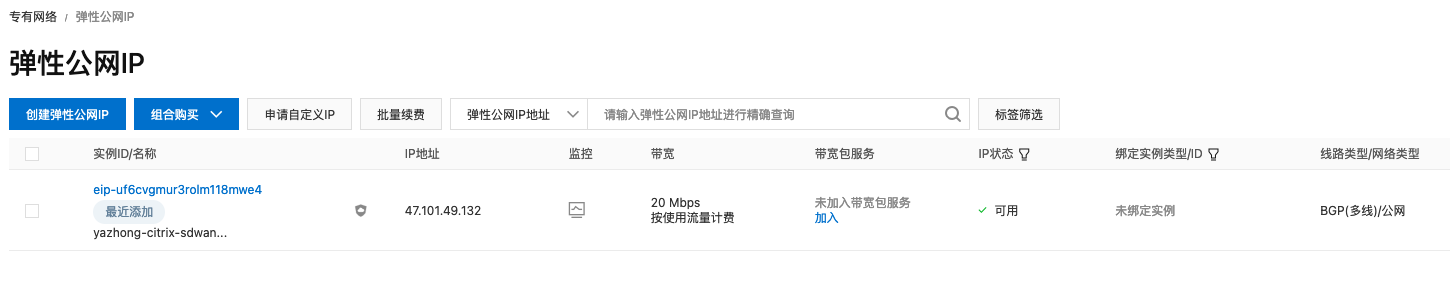 专有网络 / 弹性公网IP
弹性公网IP
创建弹性公网IP 组合购买 申请自定义IP 批量续费 弹性公网IP地址 请输入弹性公网IP地址进行精确查询 标签筛选
实例ID/名称 IP地址 监控 带宽 带宽包服务 IP状态 绑定实例类型/ID 线路类型/网络类型
eip-uf6cvgmur3rolm118mwe4
最近添加
yazhong-citrix-sdwan...
47.101.49.132
20 Mbps
按使用流量计费
未加入带宽包服务
加入
可用
未绑定实例
BGP(多线)/公网